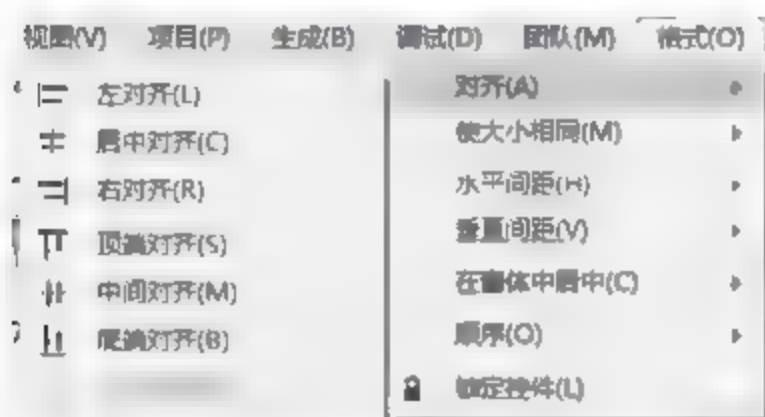 视图(V) 项目(P) 生成(B) 调试(D) 团队(M) 格式(O)
左对齐(L)
居中对齐(C)
右对齐(R)
顶端对齐(S)
中间对齐(M)
底端对齐(B)
对齐(A)
使大小相同(M)
水平间距(H)
垂直间距(V)
在窗体中居中(C)
顺序(O)
锁定控件(L)